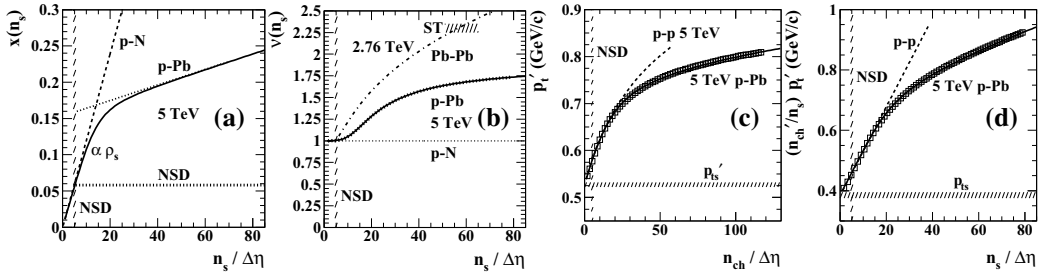 x(n_s)
0.3
0.25
0.2
0.15
0.1
0.05
0
0 20 40 60 80
n_s / Δη
p-N
p-Pb
5 TeV
(a)
α ρ_s
NSD
NSD
ν(n_s)
2.5
2.25
2
1.75
1.5
1.25
1
0.75
0.5
0.25
0
0 20 40 60 80
n_s / Δη
ST
2.76 TeV
Pb-Pb
p-Pb
5 TeV
(b)
p-N
NSD
p_t′ (GeV/c)
0.9
0.8
0.7
0.6
0.5
0 50 100
n_ch / Δη
NSD
p-p 5 TeV
5 TeV p-Pb
(c)
p_ts′
(n_ch′/n_s) p_t′ (GeV/c)
1
0.8
0.6
0.4
0 20 40 60 80
n_s / Δη
p-p
NSD
5 TeV p-Pb
(d)
p_ts